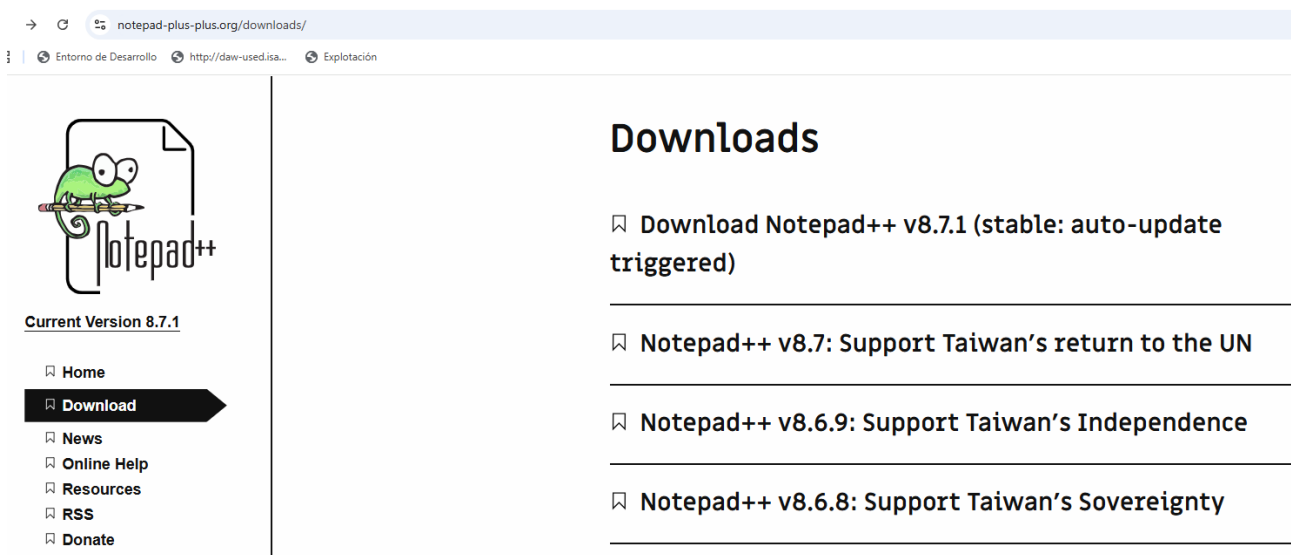 notepad-plus-plus.org/downloads/
Entorno de Desarrollo http://daw-used.isa... Explotación
Notepad++
Current Version 8.7.1
Home
Download
News
Online Help
Resources
RSS
Donate
Downloads
Download Notepad++ v8.7.1 (stable: auto-update
triggered)
Notepad++ v8.7: Support Taiwan's return to the UN
Notepad++ v8.6.9: Support Taiwan's Independence
Notepad++ v8.6.8: Support Taiwan's Sovereignty